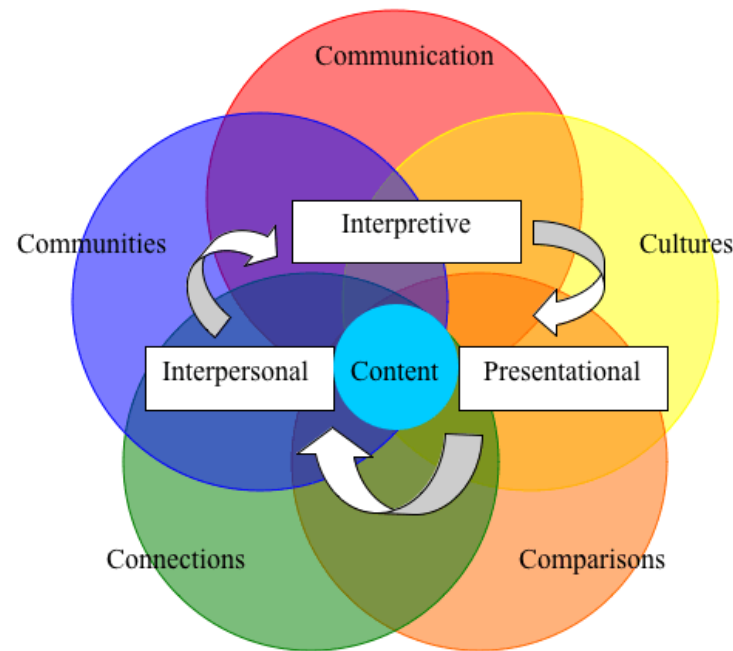 Communication
Interpretive
Communities
Cultures
Interpersonal
Content
Presentational
Connections
Comparisons